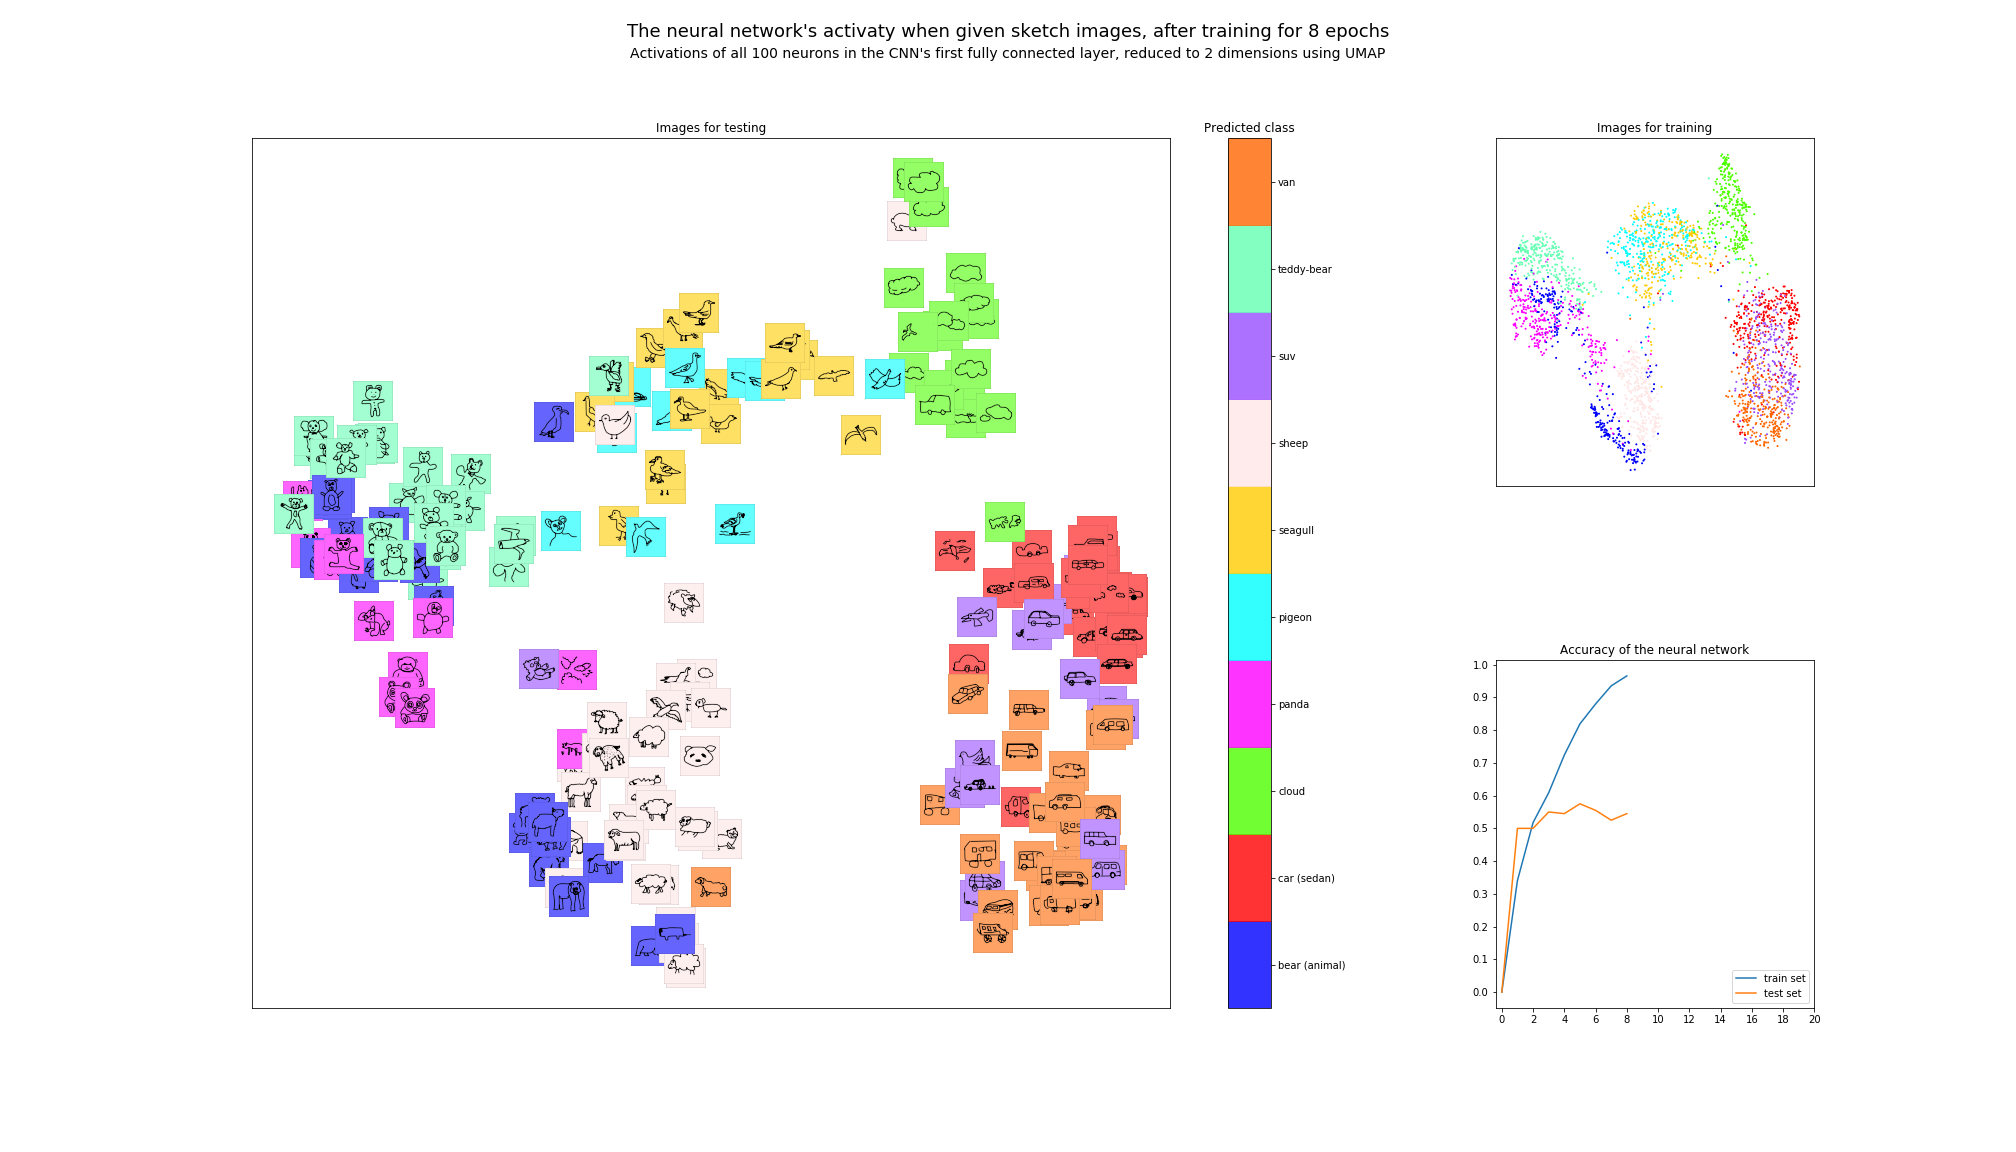 The neural network's activaty when given sketch images, after training for 8 epochs
Activations of all 100 neurons in the CNN's first fully connected layer, reduced to 2 dimensions using UMAP
Images for testing
Predicted class
van
teddy-bear
suv
sheep
seagull
pigeon
panda
cloud
car (sedan)
bear (animal)
Images for training
Accuracy of the neural network
1.0
0.9
0.8
0.7
0.6
0.5
0.4
0.3
0.2
0.1
0.0
train set
test set
0 2 4 6 8 10 12 14 16 18 20